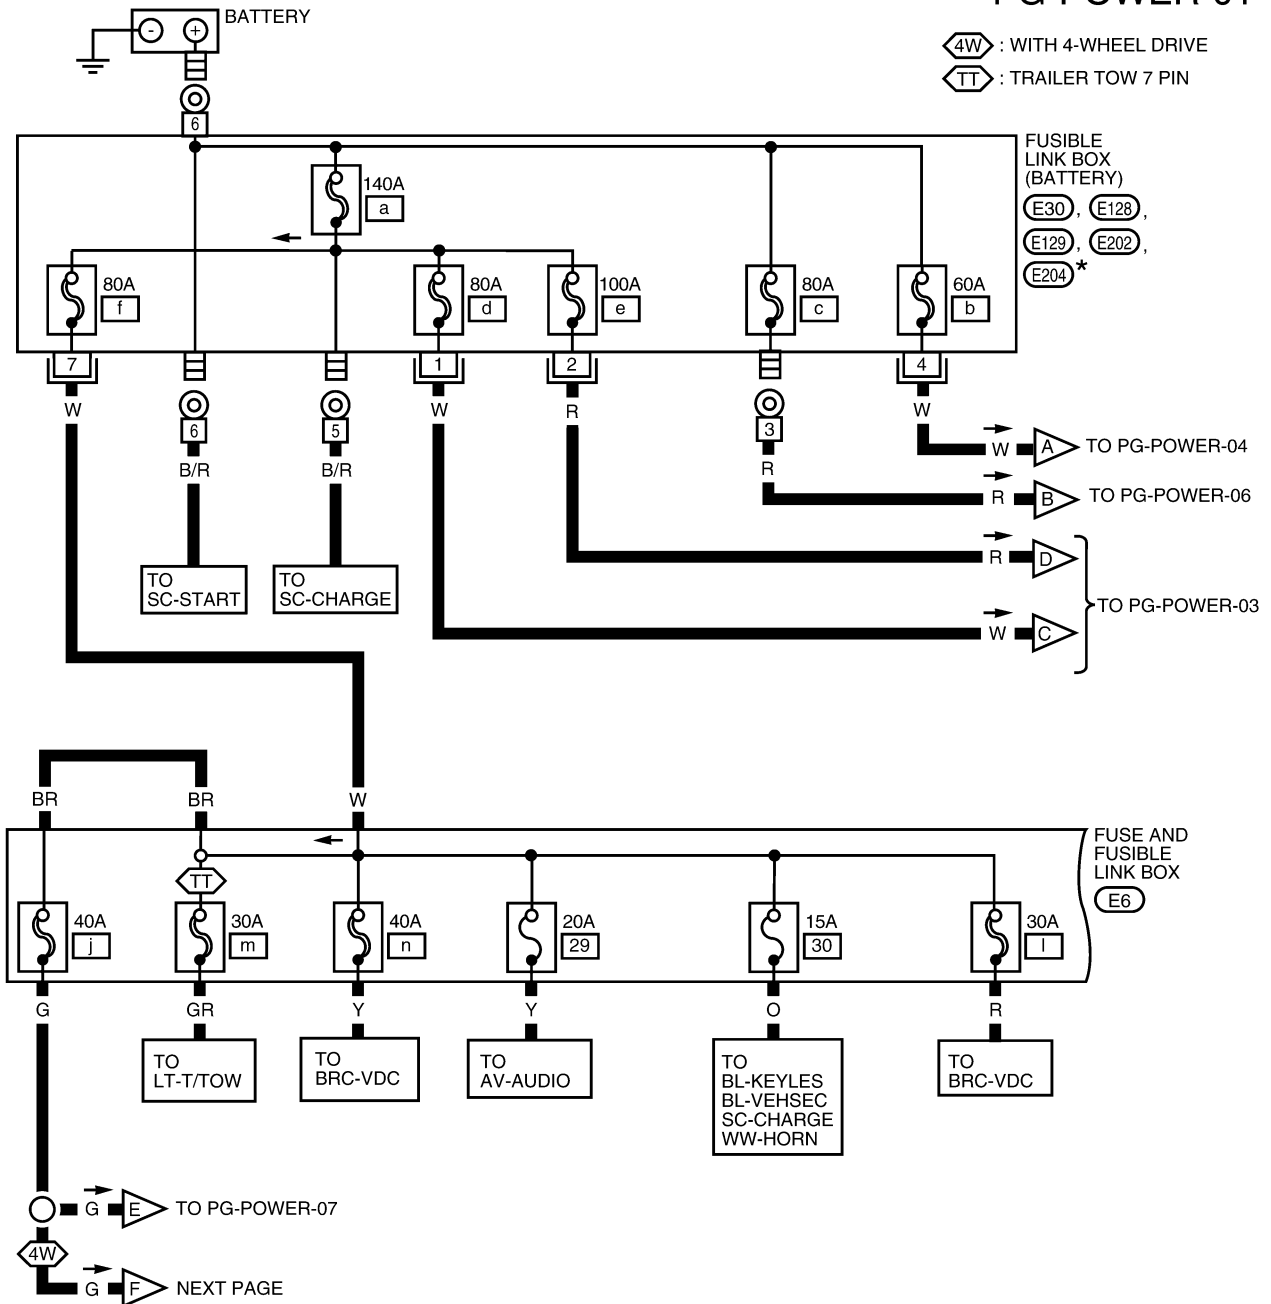 BATTERY
- +
4W : WITH 4-WHEEL DRIVE
TT : TRAILER TOW 7 PIN
6
FUSIBLE
LINK BOX
(BATTERY)
E30 , E128 ,
E129 , E202 ,
E204 *
140A
a
80A
f
80A
d
100A
e
80A
c
60A
b
7
1
2
4
W
6
5
W
R
3
W
B/R
B/R
R
W
A
TO PG-POWER-04
R
B
TO PG-POWER-06
R
D
TO PG-POWER-03
W
C
TO
SC-START
TO
SC-CHARGE
BR
BR
W
FUSE AND
FUSIBLE
LINK BOX
E6
TT
40A
j
30A
m
40A
n
20A
29
15A
30
30A
l
G
GR
Y
Y
O
R
TO
LT-T/TOW
TO
BRC-VDC
TO
AV-AUDIO
TO
BL-KEYLES
BL-VEHSEC
SC-CHARGE
WW-HORN
TO
BRC-VDC
G
E
TO PG-POWER-07
4W
G
F
NEXT PAGE